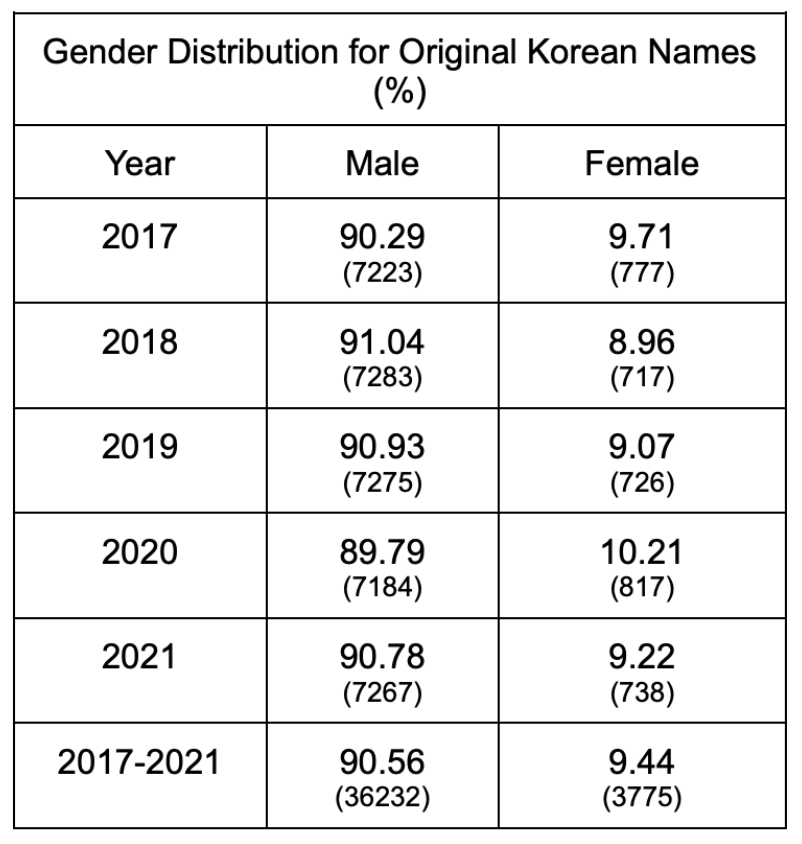 Gender Distribution for Original Korean Names
(%)
Year Male Female
2017 90.29 9.71
(7223) (777)
2018 91.04 8.96
(7283) (717)
2019 90.93 9.07
(7275) (726)
2020 89.79 10.21
(7184) (817)
2021 90.78 9.22
(7267) (738)
2017-2021 90.56 9.44
(36232) (3775)